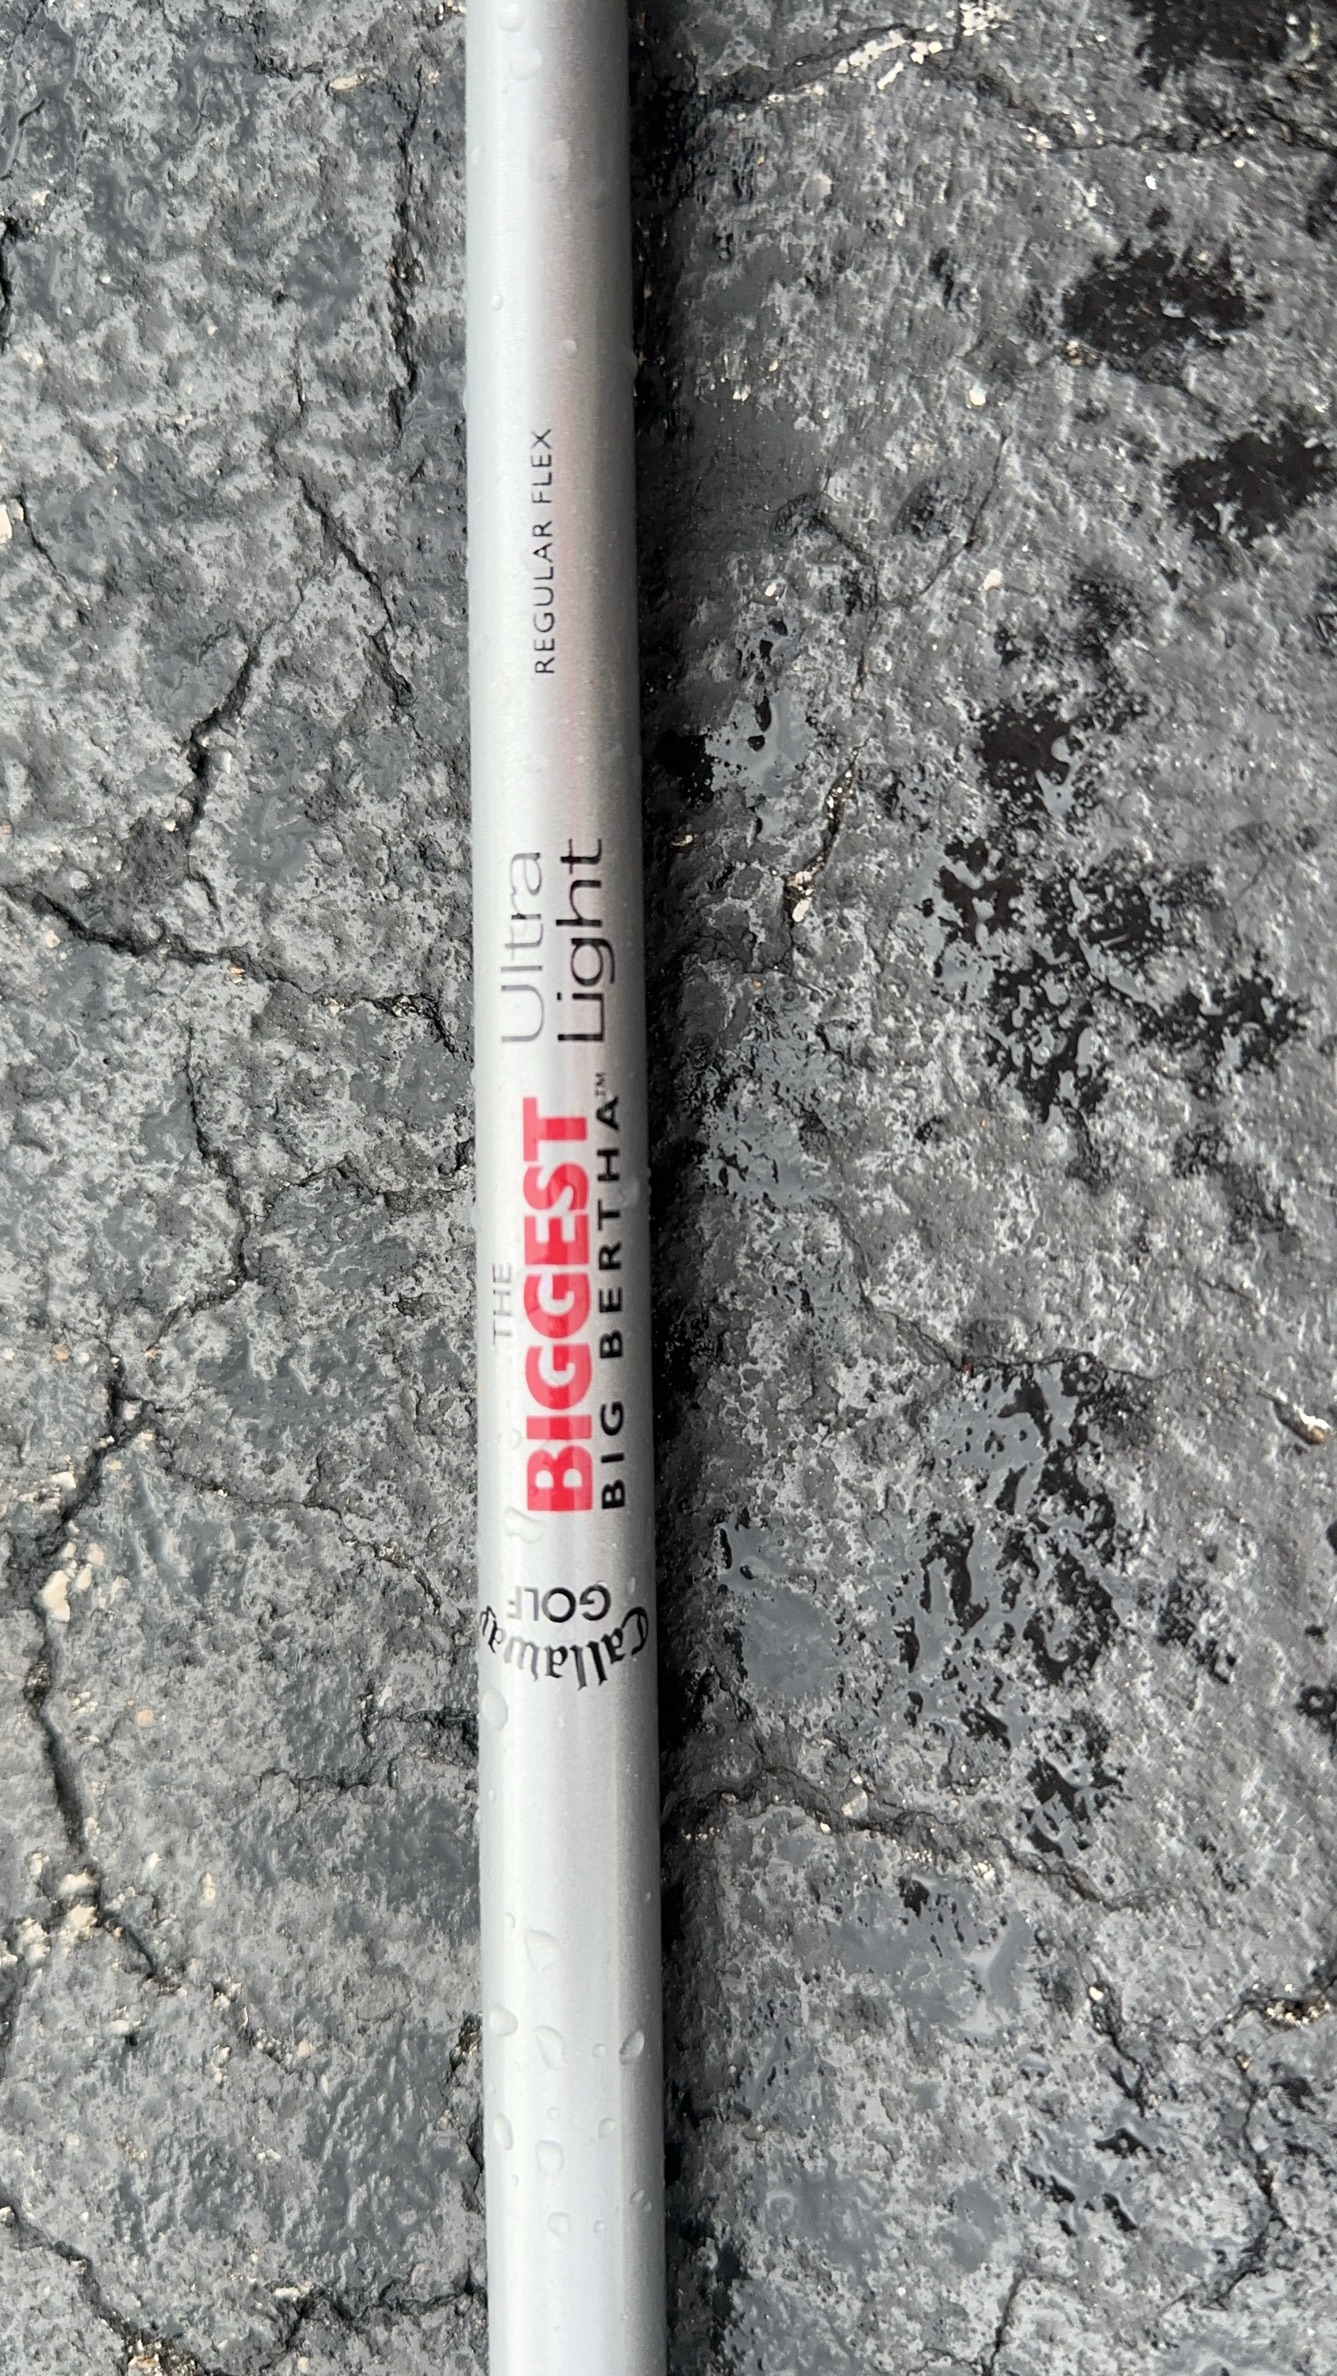 Callaway
GOLF
THE
BIGGEST
BIG BERTHA™
Ultra
Light
REGULAR FLEX